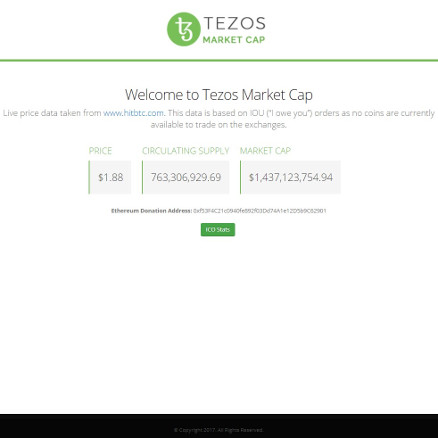 TEZOS
MARKET CAP
Welcome to Tezos Market Cap
Live price data taken from www.hitbtc.com. This data is based on IOU ("I owe you") orders as no coins are currently
available to trade on the exchanges.
PRICE CIRCULATING SUPPLY MARKET CAP
$1.88 763,306,929.69 $1,437,123,754.94
Ethereum Donation Address:
ICO Stats
© Copyright 2017. All Rights Reserved